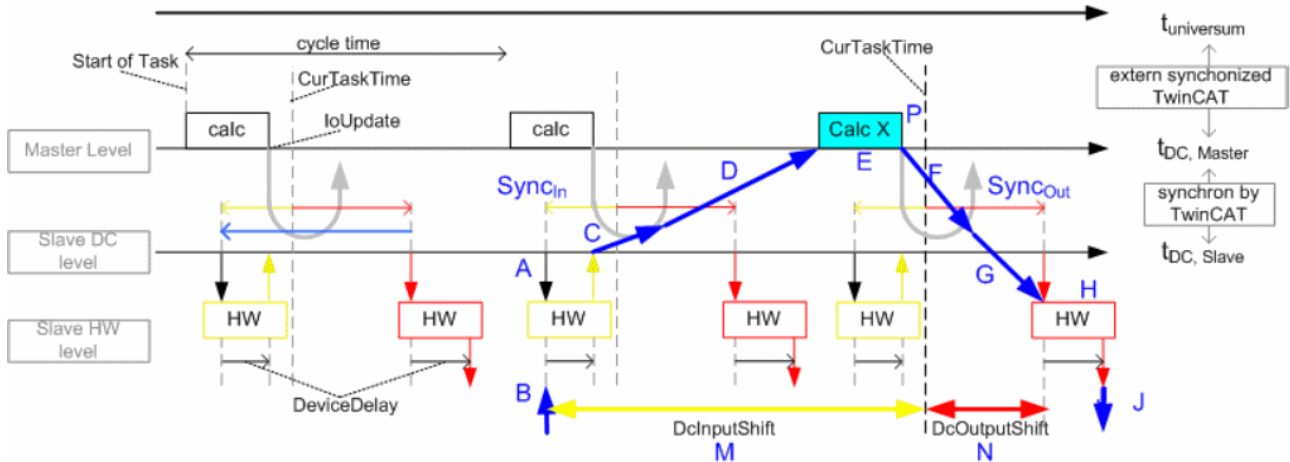 t universum
cycle time
CurTaskTime
Start of Task
CurTaskTime
extern synchonized
TwinCAT
IoUpdate
P
calc
calc
Calc X
Master Level
t DC, Master
D
E
F
Sync In
Sync Out
synchron by
TwinCAT
C
Slave DC
level
t DC, Slave
A
G
H
HW
HW
HW
HW
HW
HW
Slave HW
level
B
J
DeviceDelay
DcInputShift
DcOutputShift
M
N